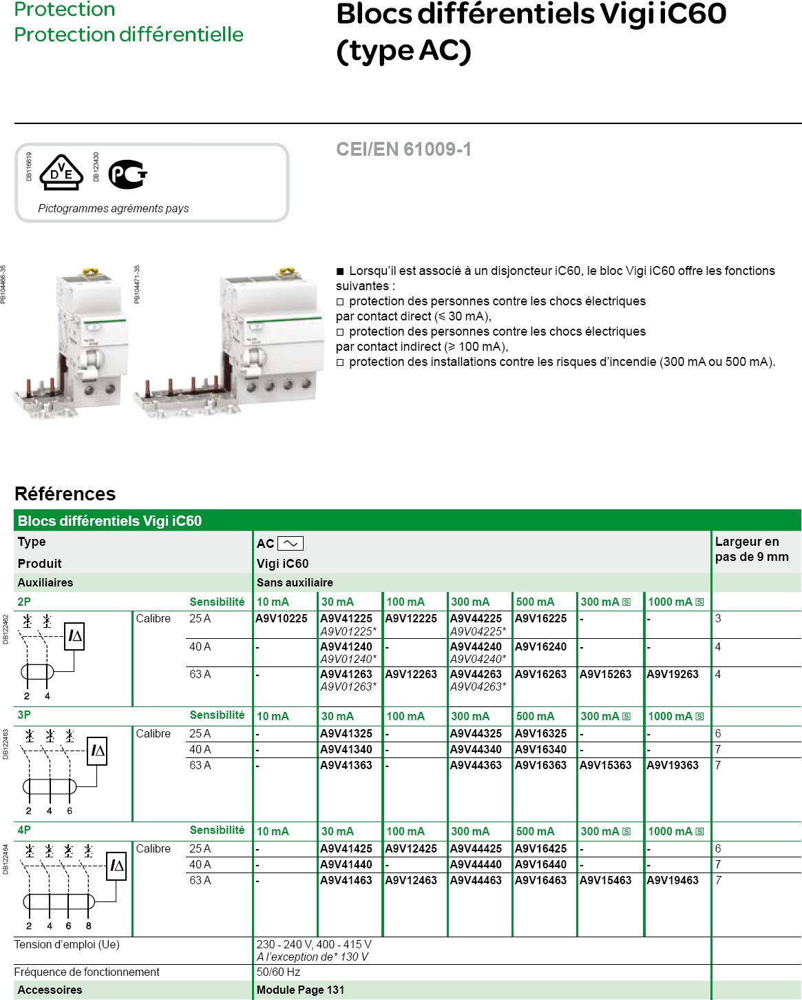 Protection
Protection différentielle
Blocs différentiels Vigi iC60
(type AC)
DB116619
VDE
DB123430
PCT
Pictogrammes agréments pays
CEI/EN 61009-1
PB104466-35
PB104471-35
■ Lorsqu'il est associé à un disjoncteur iC60, le bloc Vigi iC60 offre les fonctions
suivantes :
□ protection des personnes contre les chocs électriques
par contact direct (⩽ 30 mA),
□ protection des personnes contre les chocs électriques
par contact indirect (⩾ 100 mA),
□ protection des installations contre les risques d'incendie (300 mA ou 500 mA).
Références
Blocs différentiels Vigi iC60
Type AC Largeur en
pas de 9 mm
Produit Vigi iC60
Auxiliaires Sans auxiliaire
2P Sensibilité 10 mA 30 mA 100 mA 300 mA 500 mA 300 mA S 1000 mA S
DB122462
I∆
2 4
Calibre 25 A A9V10225 A9V41225 A9V12225 A9V44225 A9V16225 - - 3
A9V01225* A9V04225*
40 A - A9V41240 - A9V44240 A9V16240 - - 4
A9V01240* A9V04240*
63 A - A9V41263 A9V12263 A9V44263 A9V16263 A9V15263 A9V19263 4
A9V01263* A9V04263*
3P Sensibilité 10 mA 30 mA 100 mA 300 mA 500 mA 300 mA S 1000 mA S
DB122463
I∆
2 4 6
Calibre 25 A - A9V41325 - A9V44325 A9V16325 - - 6
40 A - A9V41340 - A9V44340 A9V16340 - - 7
63 A - A9V41363 - A9V44363 A9V16363 A9V15363 A9V19363 7
4P Sensibilité 10 mA 30 mA 100 mA 300 mA 500 mA 300 mA S 1000 mA S
DB122464
I∆
2 4 6 8
Calibre 25 A - A9V41425 A9V12425 A9V44425 A9V16425 - - 6
40 A - A9V41440 - A9V44440 A9V16440 - - 7
63 A - A9V41463 A9V12463 A9V44463 A9V16463 A9V15463 A9V19463 7
Tension d'emploi (Ue) 230 - 240 V, 400 - 415 V
A l'exception de* 130 V
Fréquence de fonctionnement 50/60 Hz
Accessoires Module Page 131